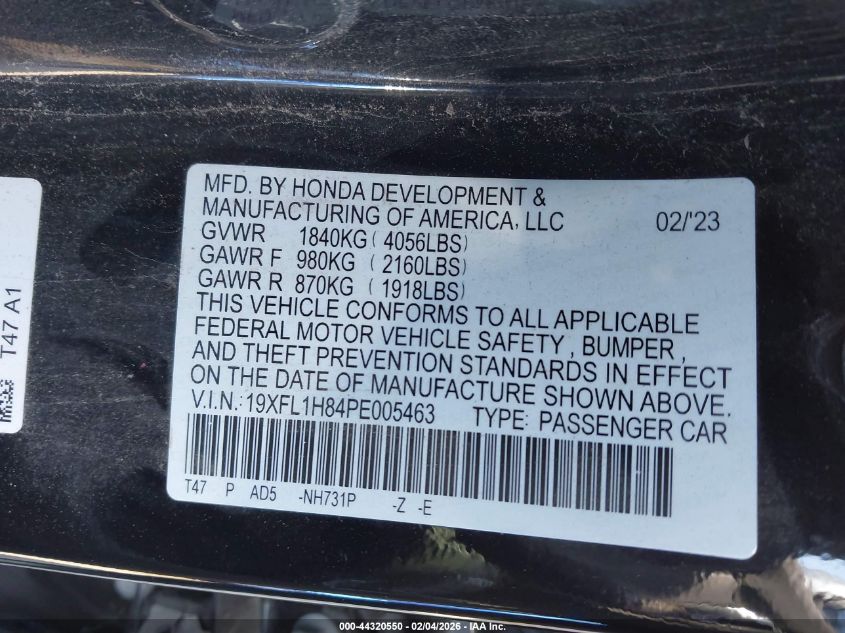 MFD. BY HONDA DEVELOPMENT &
MANUFACTURING OF AMERICA, LLC 02/'23
GVWR 1840KG ( 4056LBS)
GAWR F 980KG ( 2160LBS)
GAWR R 870KG ( 1918LBS)
THIS VEHICLE CONFORMS TO ALL APPLICABLE
FEDERAL MOTOR VEHICLE SAFETY , BUMPER ,
AND THEFT PREVENTION STANDARDS IN EFFECT
ON THE DATE OF MANUFACTURE SHOWN ABOVE.
V.I.N.: 19XFL1H84PE005463 TYPE: PASSENGER CAR
T47 P AD5 -NH731P -Z -E
T47 A1
000-44320550 - 02/04/2026 - IAA Inc.